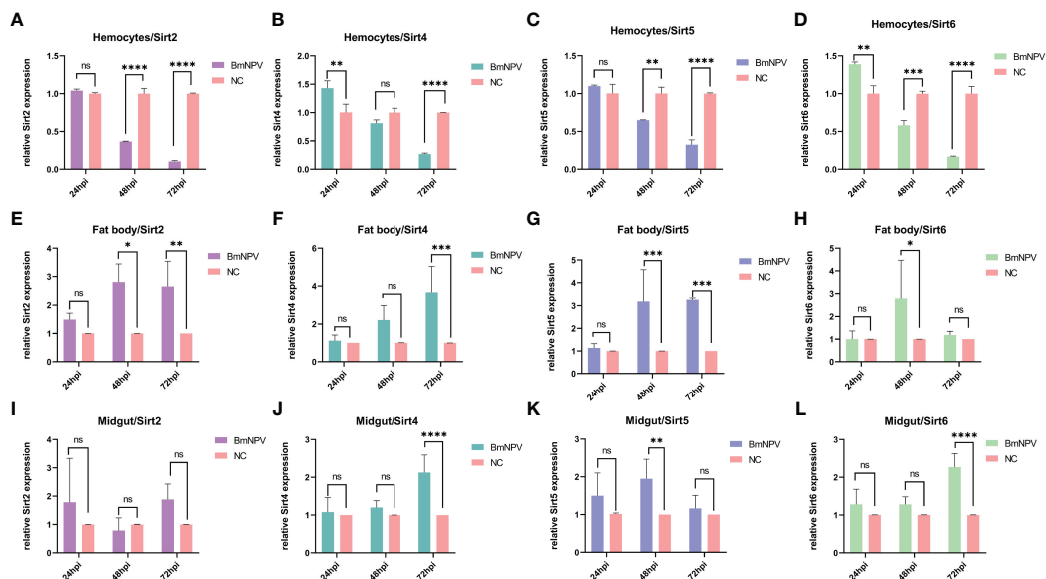 A
Hemocytes/Sirt2
relative Sirt2 expression
1.5
1.0
0.5
0.0
ns
****
****
24hpi
48hpi
72hpi
BmNPV
NC
B
Hemocytes/Sirt4
relative Sirt4 expression
2.0
1.5
1.0
0.5
0.0
**
ns
****
24hpi
48hpi
72hpi
BmNPV
NC
C
Hemocytes/Sirt5
relative Sirt5 expression
1.5
1.0
0.5
0.0
ns
**
****
24hpi
48hpi
72hpi
BmNPV
NC
D
Hemocytes/Sirt6
relative Sirt6 expression
1.5
1.0
0.5
0.0
**
***
****
24hpi
48hpi
72hpi
BmNPV
NC
E
Fat body/Sirt2
relative Sirt2 expression
4
3
2
1
0
ns
*
**
24hpi
48hpi
72hpi
BmNPV
NC
F
Fat bocy/Sirt4
relative Sirt4 expression
6
4
2
0
ns
ns
***
24hpi
48hpi
72hpi
BmNPV
NC
G
Fat body/Sirt5
relative Sirt5 expression
5
4
3
2
1
0
ns
***
***
24hpi
48hpi
72hpi
BmNPV
NC
H
Fat body/Sirt6
relative Sirt6 expression
5
4
3
2
1
0
ns
*
ns
24hpi
48hpi
72hpi
BmNPV
NC
I
Midgut/Sirt2
relative Sirt2 expression
4
3
2
1
0
ns
ns
ns
24hpi
48hpi
72hpi
BmNPV
NC
J
Midgut/Sirt4
relative Sirt4 expression
3
2
1
0
ns
ns
****
24hpi
48hpi
72hpi
BmNPV
NC
K
Midgut/Sirt5
relative Sirt5 expression
3
2
1
0
ns
**
ns
24hpi
48hpi
72hpi
BmNPV
NC
L
Midgut/Sirt6
relative Sirt6 expression
3
2
1
0
ns
ns
****
24hpi
48hpi
72hpi
BmNPV
NC